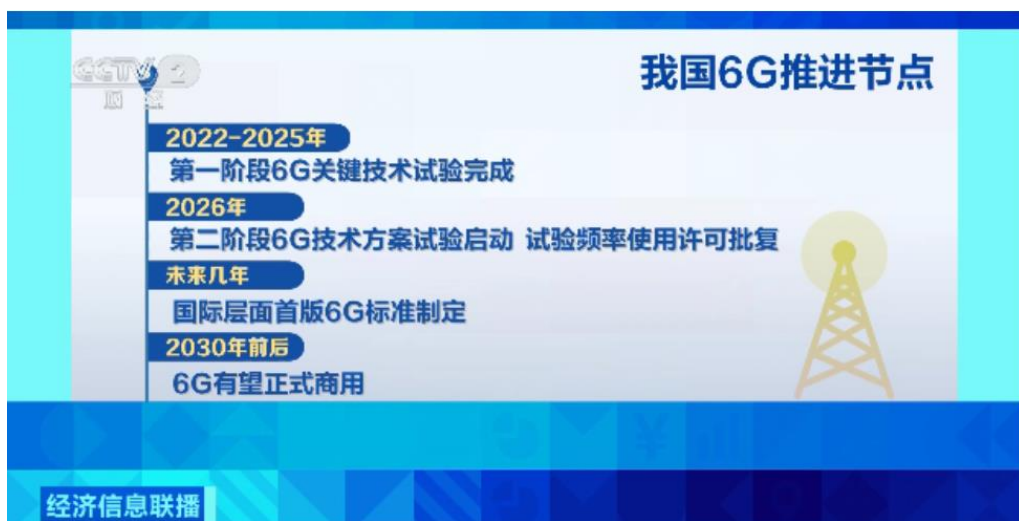 CCTV 2
财经
我国6G推进节点
2022-2025年
第一阶段6G关键技术试验完成
2026年
第二阶段6G技术方案试验启动 试验频率使用许可批复
未来几年
国际层面首版6G标准制定
2030年前后
6G有望正式商用
¥
经济信息联播